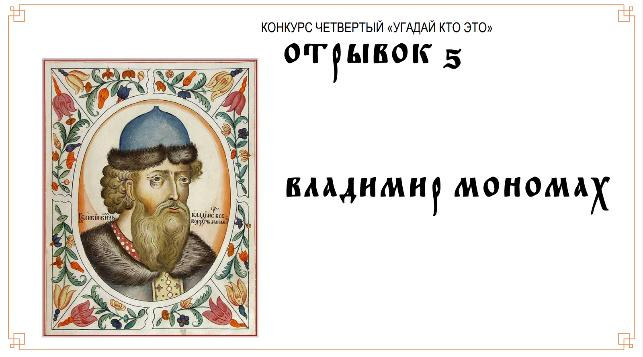 КОНКУРС ЧЕТВЕРТЫЙ «УГАДАЙ КТО ЭТО»
ОТРЫВОК 5
ВЛАДИМИР МОНОМАХ